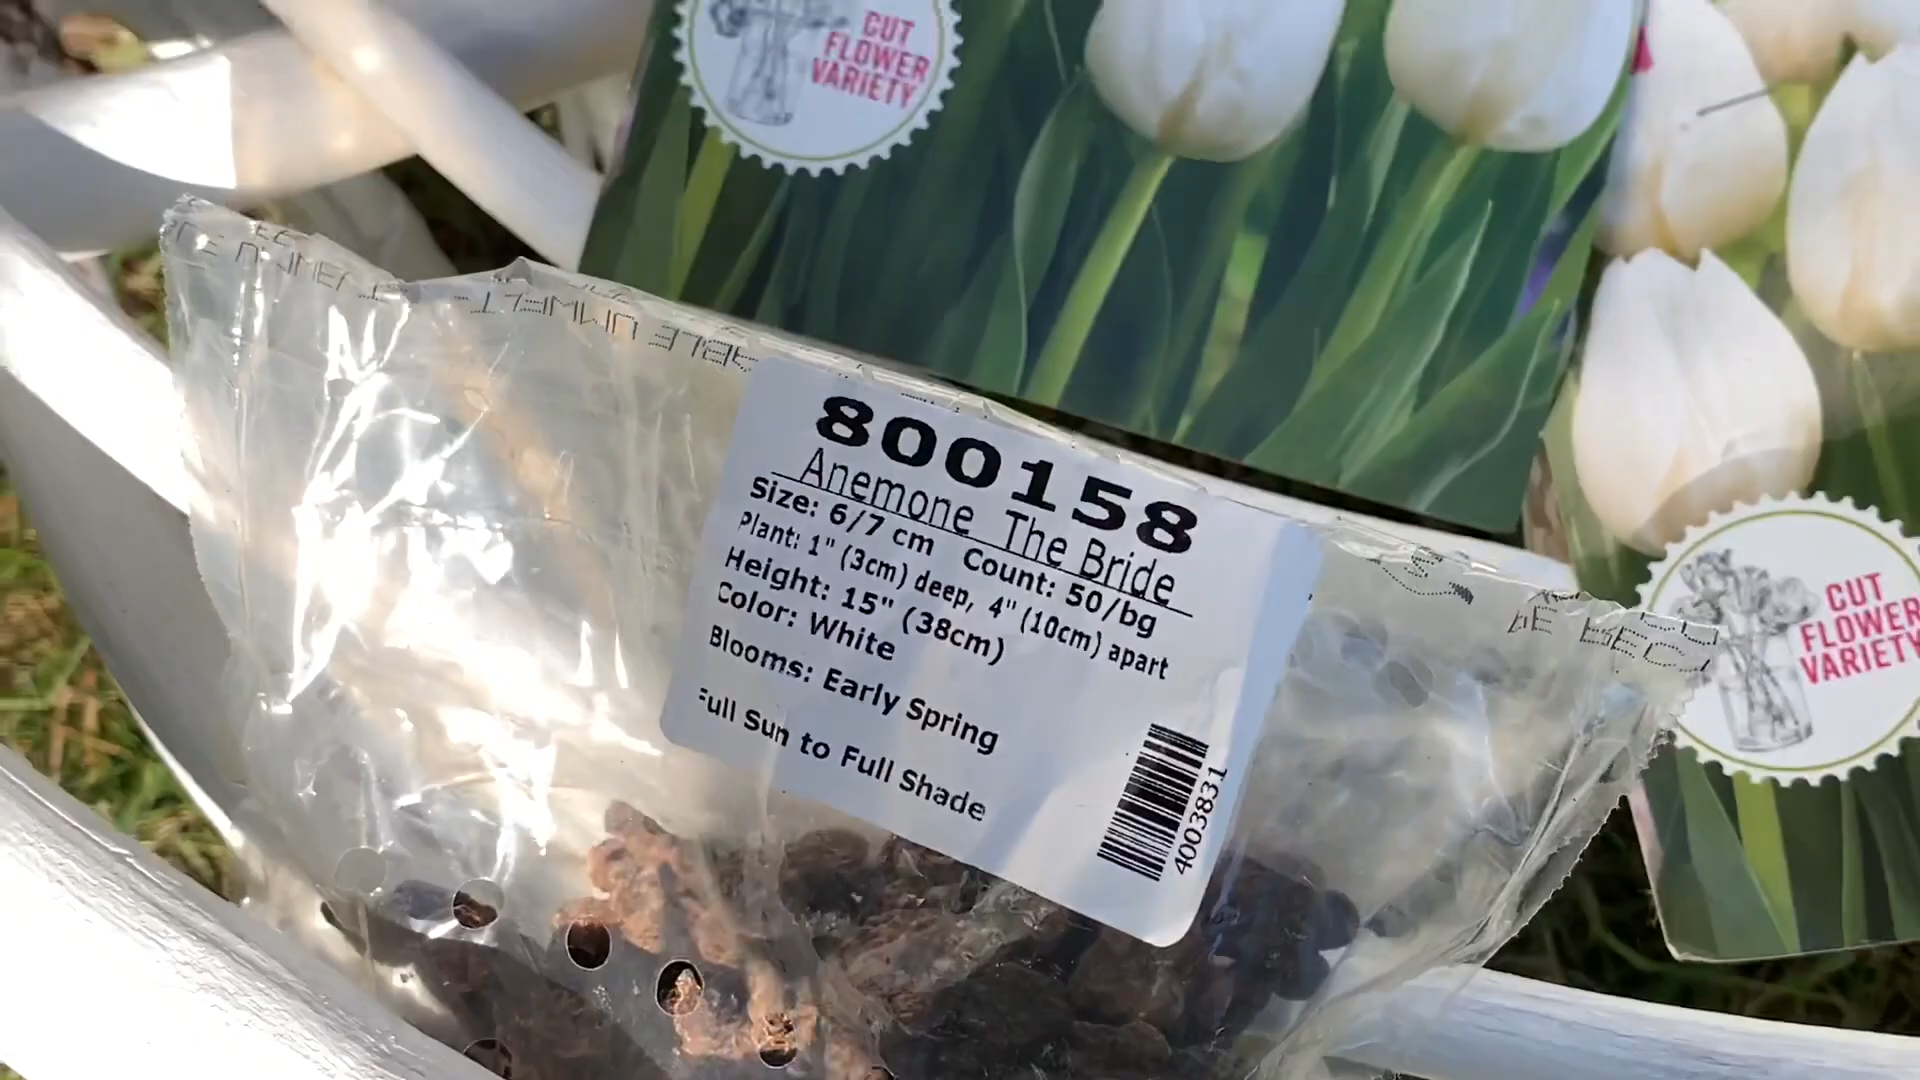 CUT
FLOWER
VARIETY
800158
Anemone The Bride
Size: 6/7 cm Count: 50/bg
Plant: 1" (3cm) deep, 4" (10cm) apart
Height: 15" (38cm)
Color: White
Blooms: Early Spring
Full Sun to Full Shade
4003831
CUT
FLOWER
VARIETY